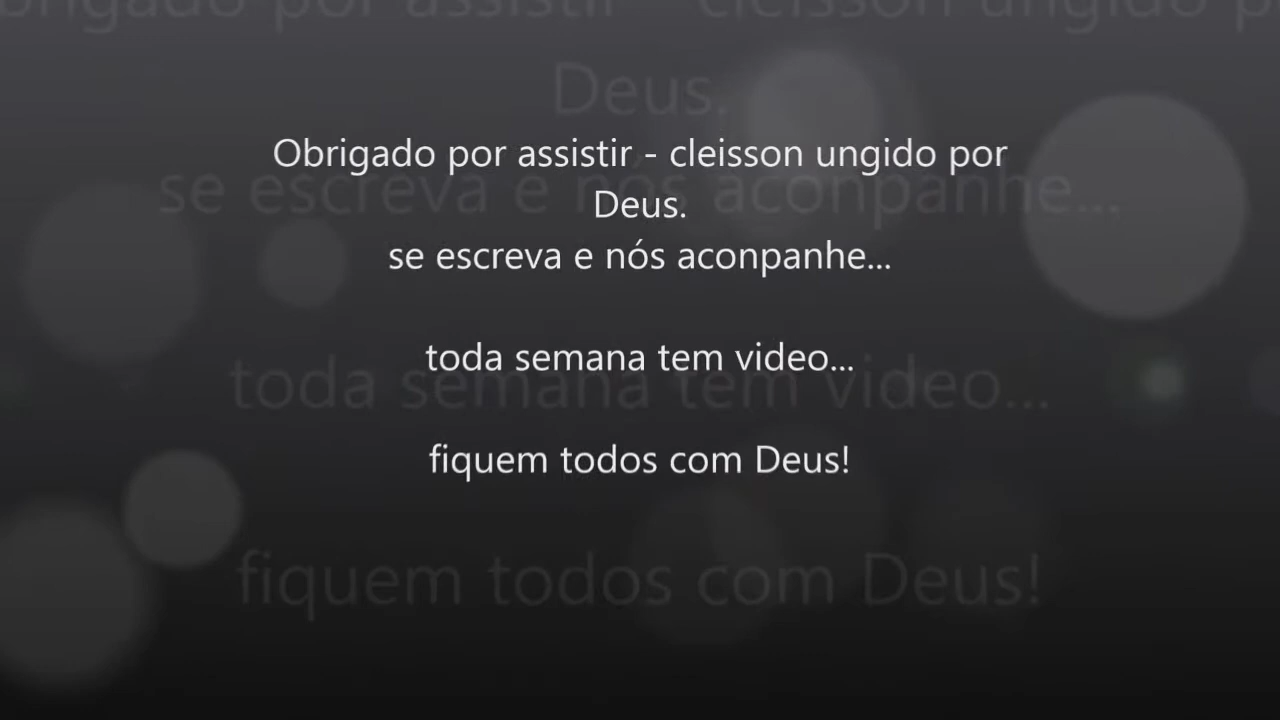 Obrigado por assistir - cleisson ungido por
Deus.
se escreva e nós aconpanhe...
toda semana tem video...
fiquem todos com Deus!